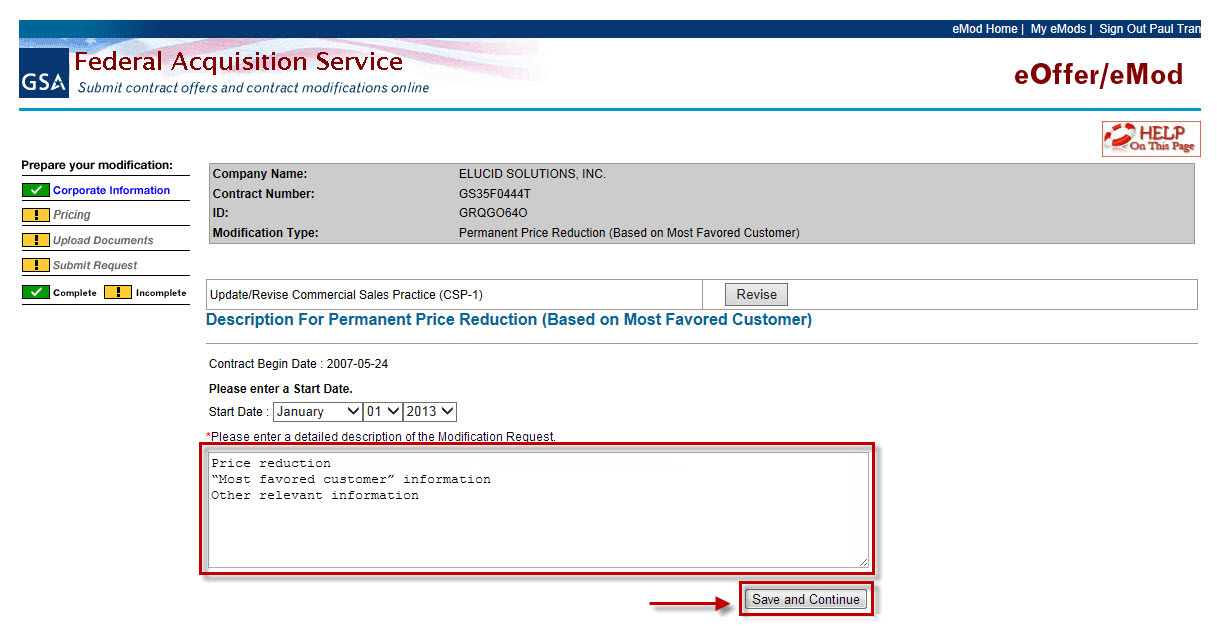 eMod Home | My eMods | Sign Out Paul Tran
GSA
Federal Acquisition Service
Submit contract offers and contract modifications online
eOffer/eMod
HELP
On This Page
Prepare your modification:
Corporate Information
! Pricing
! Upload Documents
! Submit Request
Complete ! Incomplete
Company Name: ELUCID SOLUTIONS, INC.
Contract Number: GS35F0444T
ID: GRQGO64O
Modification Type: Permanent Price Reduction (Based on Most Favored Customer)
Update/Revise Commercial Sales Practice (CSP-1) Revise
Description For Permanent Price Reduction (Based on Most Favored Customer)
Contract Begin Date : 2007-05-24
Please enter a Start Date.
Start Date : January 01 2013
*Please enter a detailed description of the Modification Request.
Price reduction
“Most favored customer” information
Other relevant information
Save and Continue